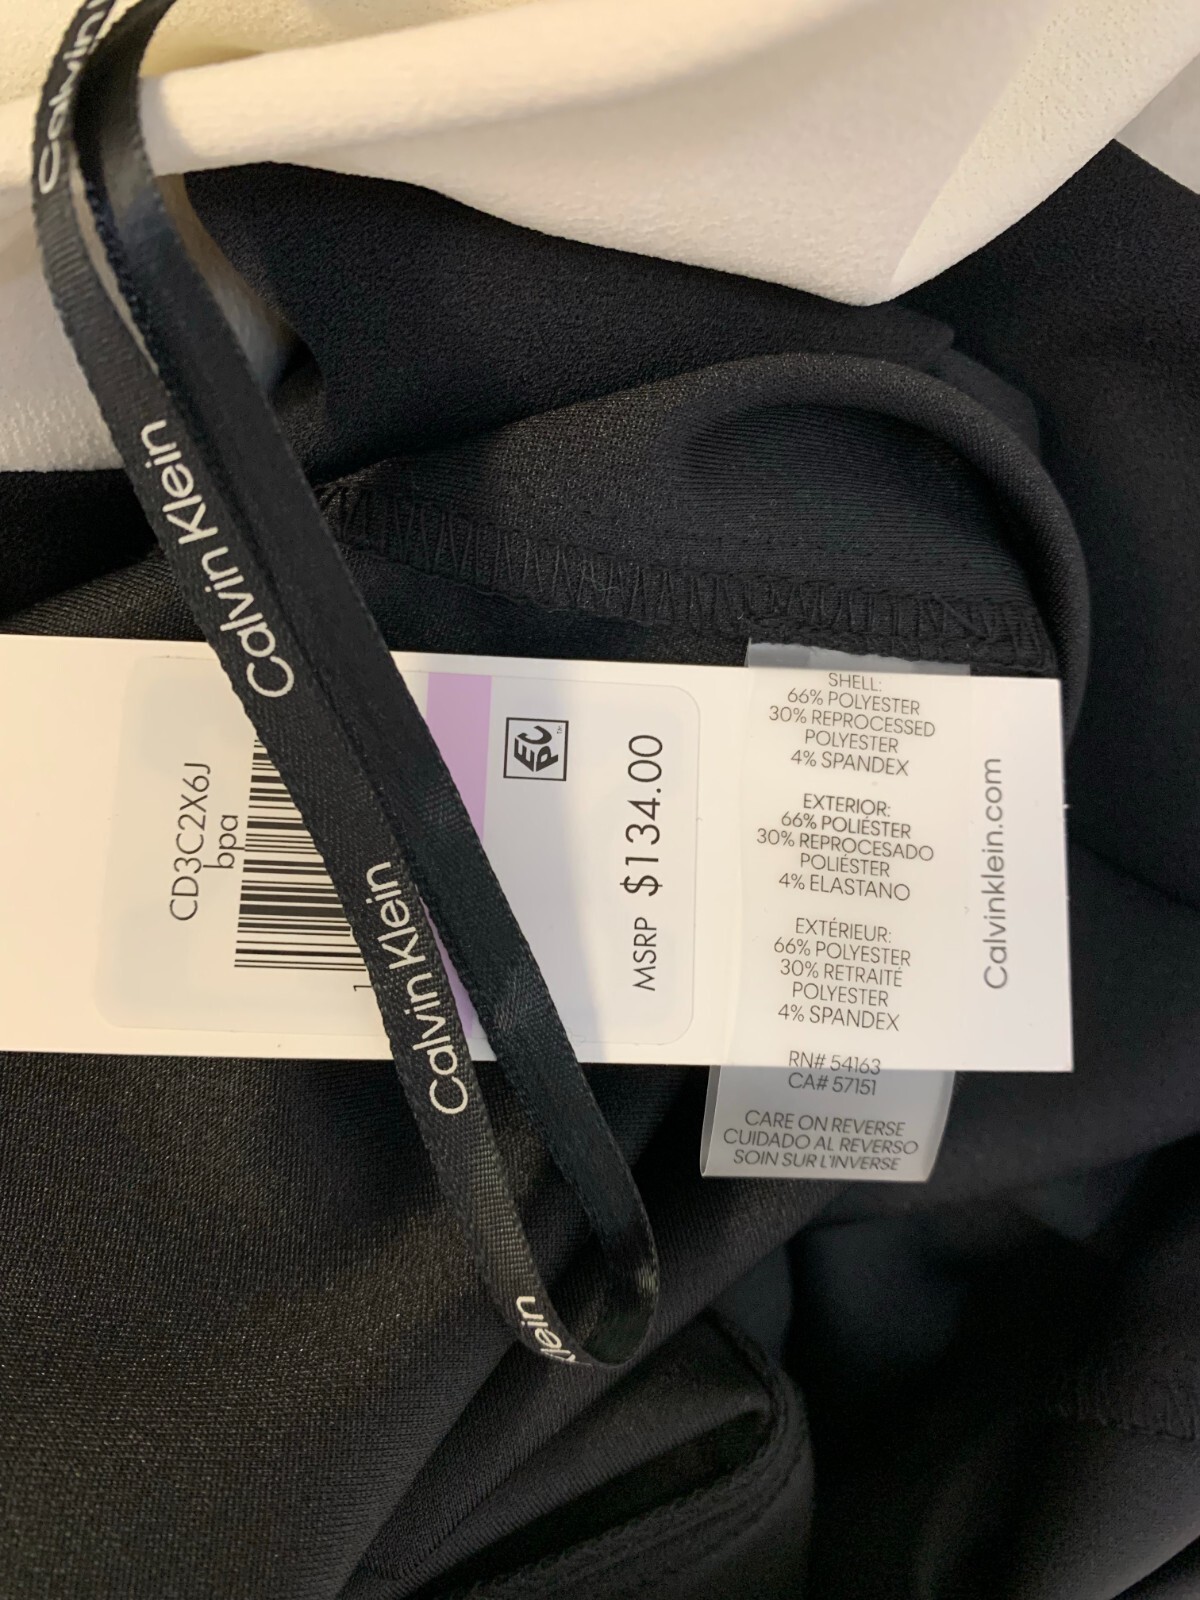 Calvin
Calvin Klein
Calvin Klein
Klein
CD3C2X6J
bpa
1
EPC
MSRP $134.00
SHELL:
66% POLYESTER
30% REPROCESSED
POLYESTER
4% SPANDEX
EXTERIOR:
66% POLIÉSTER
30% REPROCESADO
POLIÉSTER
4% ELASTANO
EXTÉRIEUR:
66% POLYESTER
30% RETRAITÉ
POLYESTER
4% SPANDEX
RN# 54163
CA# 57151
CARE ON REVERSE
CUIDADO AL REVERSO
SOIN SUR L'INVERSE
Calvinklein.com